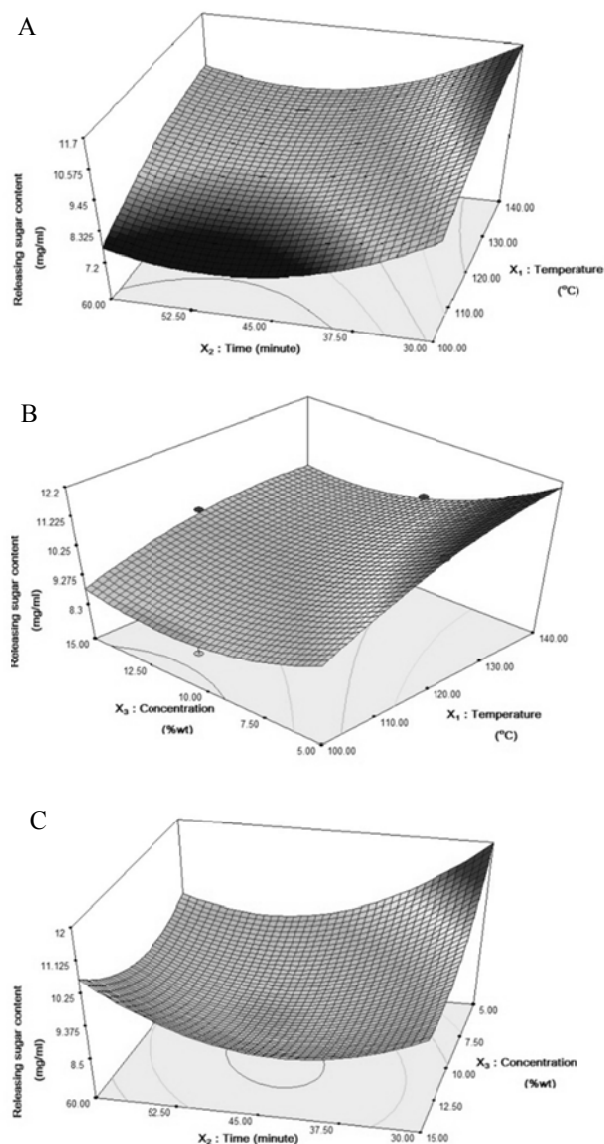 A
11.7
10.575
9.45
8.325
7.2
Releasing sugar content
(mg/ml)
60.00
52.50
45.00
37.50
30.00
X₂ : Time (minute)
100.00
110.00
120.00
130.00
140.00
X₁ : Temperature
(°C)
B
12.2
11.225
10.25
9.275
8.3
Releasing sugar content
(mg/ml)
15.00
12.50
10.00
7.50
5.00
X₃ : Concentration
(%wt)
100.00
110.00
120.00
130.00
140.00
X₁ : Temperature
(°C)
C
12
11.125
10.25
9.375
8.5
Releasing sugar content
(mg/ml)
60.00
52.50
45.00
37.50
30.00
X₂ : Time (minute)
5.00
7.50
10.00
12.50
15.00
X₃ : Concentration
(%wt)